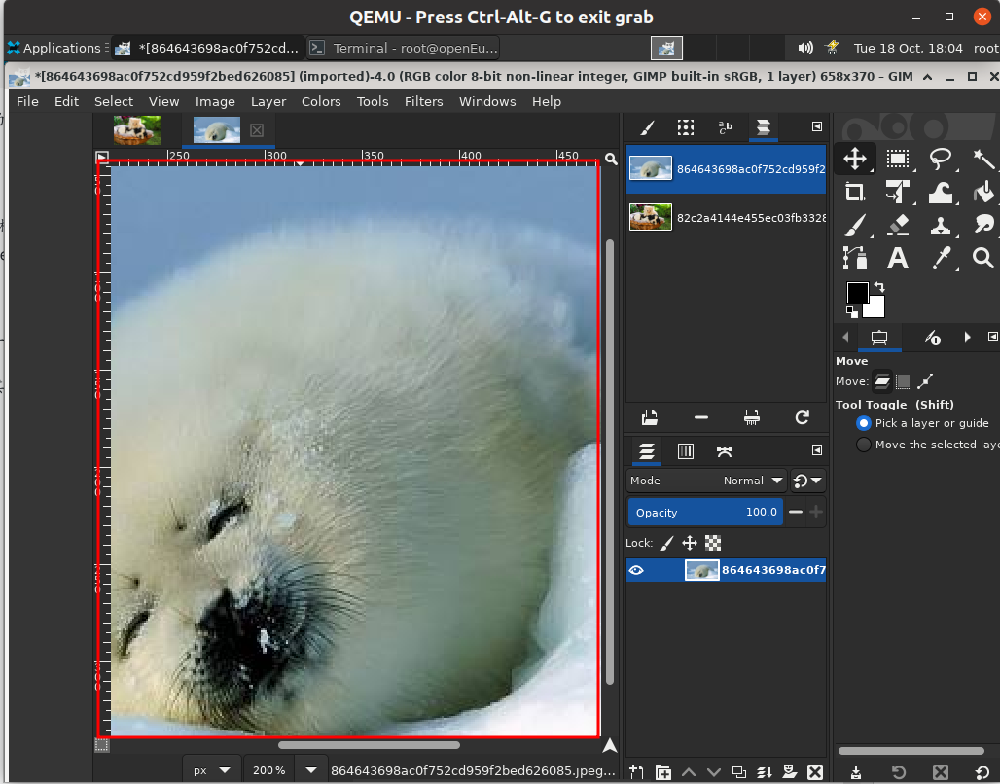 QEMU - Press Ctrl-Alt-G to exit grab
Applications
*[864643698ac0f752cd...
Terminal - root@openEu...
Tue 18 Oct, 18:04
root
*[864643698ac0f752cd959f2bed626085] (imported)-4.0 (RGB color 8-bit non-linear integer, GIMP built-in sRGB, 1 layer) 658x370 – GIM
File Edit Select View Image Layer Colors Tools Filters Windows Help
250 300 350 400 450
864643698ac0f752cd959f2
82c2a4144e455ec03fb3328
Move
Move:
Tool Toggle (Shift)
Pick a layer or guide
Move the selected laye
Mode Normal
Opacity 100.0
Lock:
864643698ac0f7
px 200 % 864643698ac0f752cd959f2bed626085.jpeg...